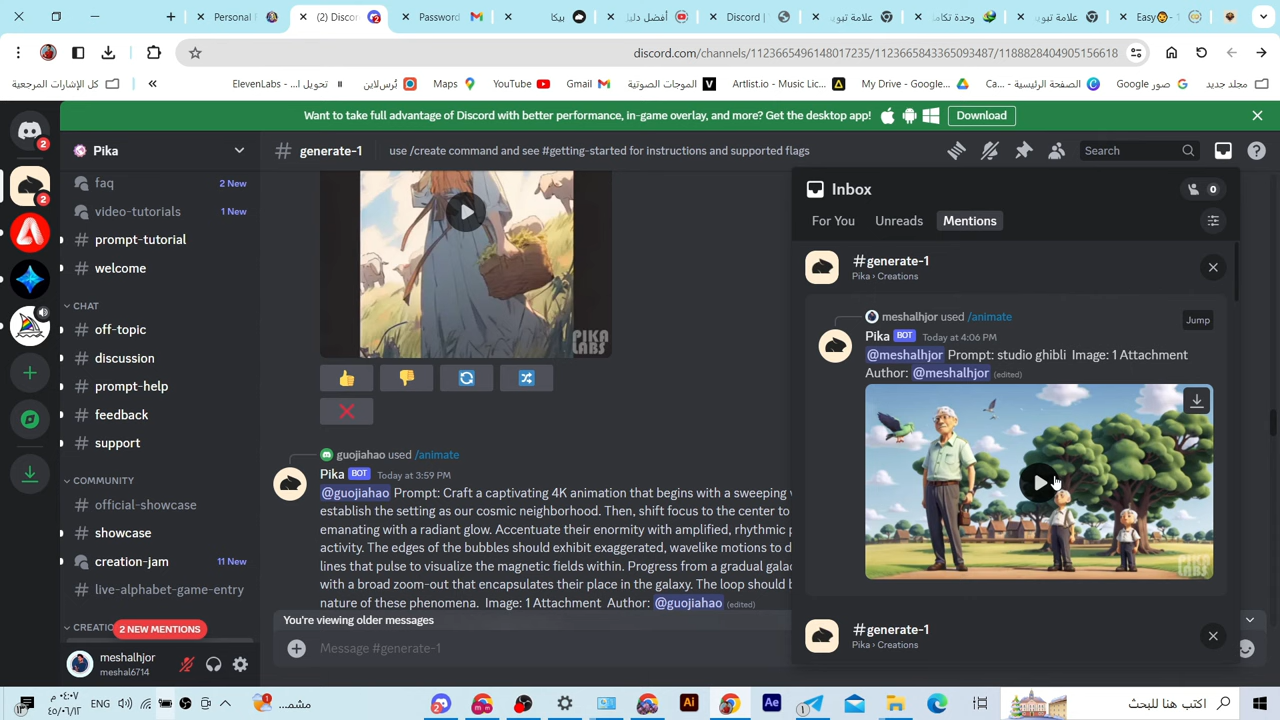 Personal F
(2) Discor
Password
بيكا
أفضل دليل
Discord |
علامة تبوي
وحدة تكاما
علامة تبوي
Easy - 1
discord.com/channels/1123665496148017235/1123665843365093487/1188828404905156618
كل الإشارات المرجعية
ElevenLabs
تحويل ا...
بُرس لاين
Maps
YouTube
Gmail
الموجات الصوتية
Artlist.io - Music Lic...
My Drive - Google...
الصفحة الرئيسية - Ca...
صور Google
مجلد جديد
Want to take full advantage of Discord with better performance, in-game overlay, and more? Get the desktop app!
Download
Pika
generate-1
use /create command and see #getting-started for instructions and supported flags
Search
faq
2 New
video-tutorials
1 New
prompt-tutorial
welcome
CHAT
off-topic
discussion
prompt-help
feedback
support
COMMUNITY
official-showcase
showcase
creation-jam
11 New
live-alphabet-game-entry
CREATIO
2 NEW MENTIONS
meshalhjor
meshal6714
PIKA
LABS
guojiahao used /animate
Pika BOT Today at 3:59 PM
@guojiahao Prompt: Craft a captivating 4K animation that begins with a sweeping v
establish the setting as our cosmic neighborhood. Then, shift focus to the center to
emanating with a radiant glow. Accentuate their enormity with amplified, rhythmic p
activity. The edges of the bubbles should exhibit exaggerated, wavelike motions to d
lines that pulse to visualize the magnetic fields within. Progress from a gradual galac
with a broad zoom-out that encapsulates their place in the galaxy. The loop should b
nature of these phenomena. Image: 1 Attachment Author: @guojiahao (edited)
You're viewing older messages
Message #generate-1
Inbox
0
For You
Unreads
Mentions
#generate-1
Pika › Creations
meshalhjor used /animate
Jump
Pika BOT Today at 4:06 PM
@meshalhjor Prompt: studio ghibli Image: 1 Attachment
Author: @meshalhjor (edited)
PIKA
LABS
#generate-1
Pika › Creations
٤:٠٧ م
٤٥/٠٦/١٢
ENG
مشمـ...
اكتب هنا للبحث